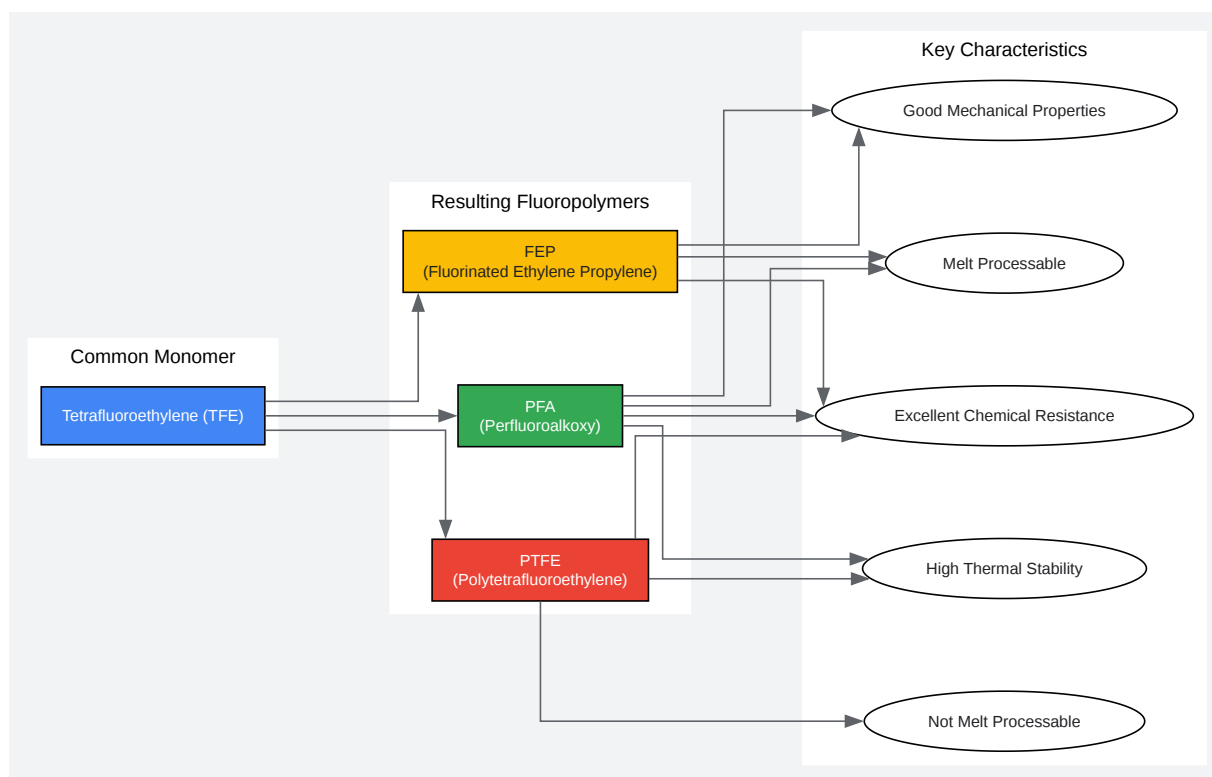 Common Monomer
Tetrafluoroethylene (TFE)
Resulting Fluoropolymers
FEP
(Fluorinated Ethylene Propylene)
PFA
(Perfluoroalkoxy)
PTFE
(Polytetrafluoroethylene)
Key Characteristics
Good Mechanical Properties
Melt Processable
Excellent Chemical Resistance
High Thermal Stability
Not Melt Processable